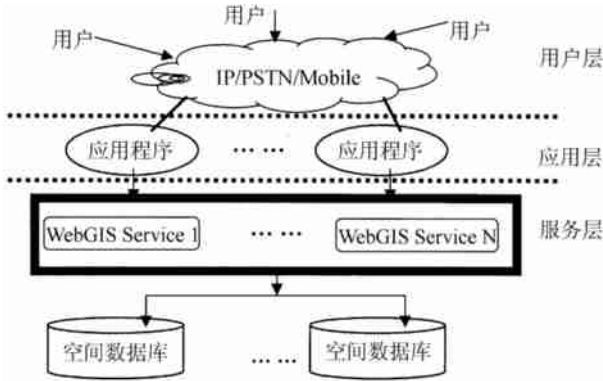 用户
用户
用户
IP/PSTN/Mobile
用户层
应用程序
... ...
应用程序
应用层
WebGIS Service 1
... ...
WebGIS Service N
服务层
空间数据库
... ...
空间数据库